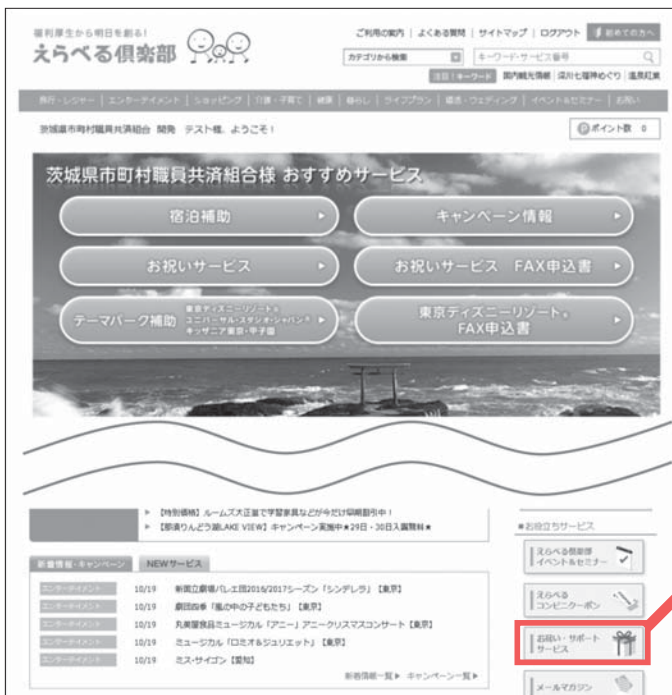 福利厚生から明日を創る!
えらべる倶楽部
ご利用の案内 | よくある質問 | サイトマップ | ログアウト
初めての方へ
カテゴリから検索
キーワード・サービス番号
注目!キーワード 国内観光情報 深川七福神めぐり 温泉紅葉
旅行・レジャー | エンターテイメント | ショッピング | 介護・子育て | 健康 | 暮らし | ライフプラン | 婚活・ウェディング | イベント&セミナー | お祝い
茨城県市町村職員共済組合 開発 テスト様、ようこそ!
ポイント数 0
茨城県市町村職員共済組合様 おすすめサービス
宿泊補助
キャンペーン情報
お祝いサービス
お祝いサービス FAX申込書
テーマパーク補助
東京ディズニーリゾート®
ユニバーサル・スタジオ・ジャパン®
キッザニア東京・甲子園
東京ディズニーリゾート®
FAX申込書
▶ 【特別価格】ルームズ大正堂で学習家具などが今だけ早期割引中!
▶ 【那須りんどう湖LAKE VIEW】キャンペーン実施中★29日・30日入園無料★
新着情報・キャンペーン
NEWサービス
エンターテイメント 10/19 新国立劇場バレエ団2016/2017シーズン「シンデレラ」【東京】
エンターテイメント 10/19 劇団四季「嵐の中の子どもたち」【東京】
エンターテイメント 10/19 丸美屋食品ミュージカル「アニー」アニークリスマスコンサート【東京】
エンターテイメント 10/19 ミュージカル「ロミオ&ジュリエット」【東京】
エンターテイメント 10/19 ミス・サイゴン【愛知】
新着情報一覧▶ キャンペーン一覧▶
■お役立ちサービス
えらべる倶楽部
イベント&セミナー
えらべる
コンビニクーポン
お祝い・サポート
サービス
メールマガジン